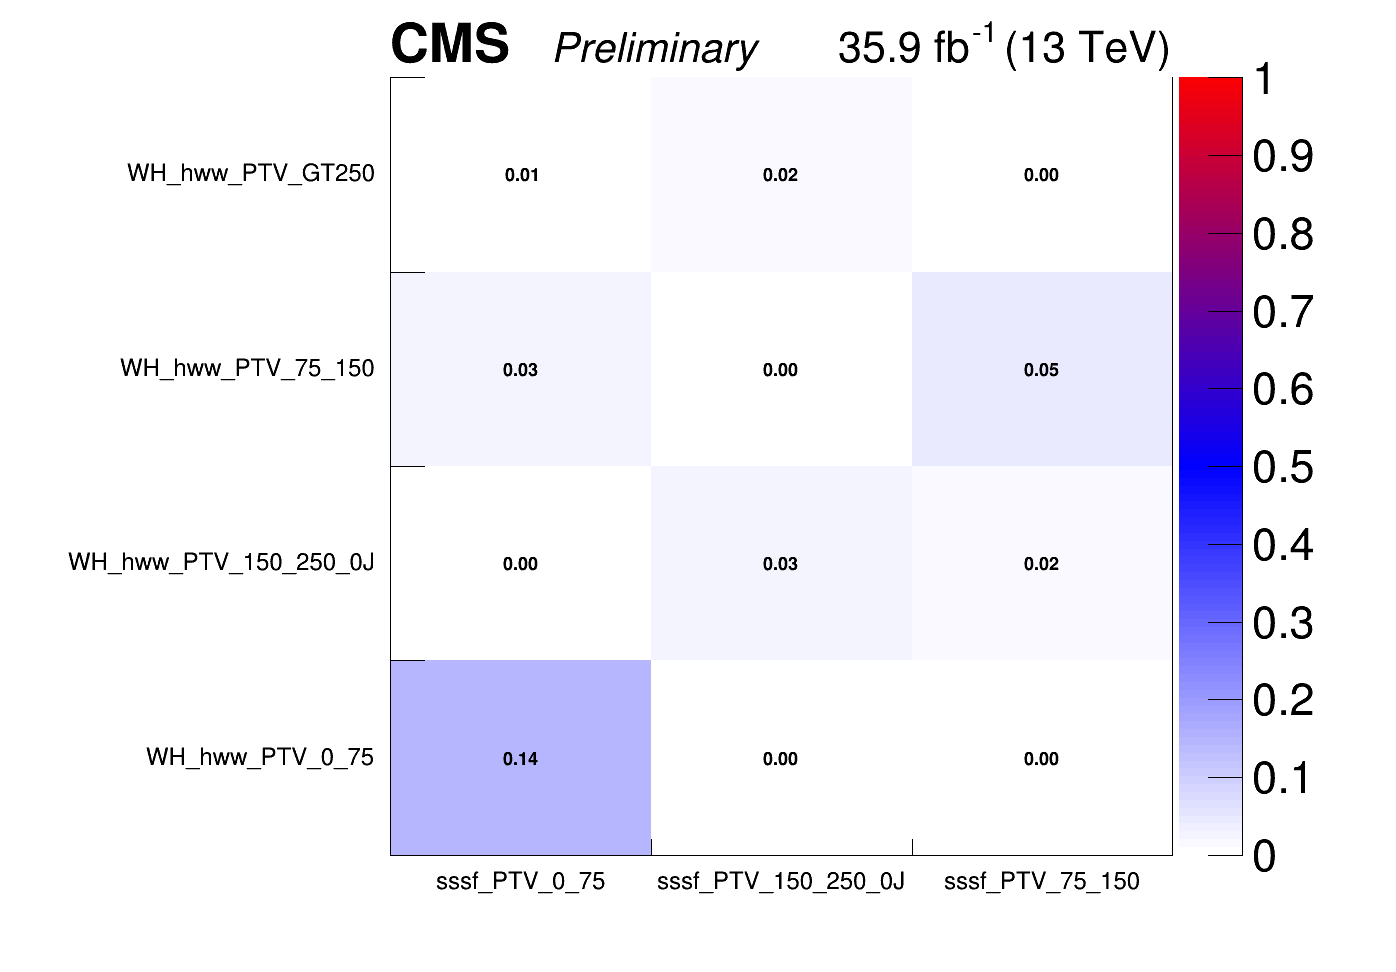 CMS Preliminary 35.9 fb⁻¹ (13 TeV)
1
WH_hww_PTV_GT250 0.01 0.02 0.00
0.9
0.8
0.7
WH_hww_PTV_75_150 0.03 0.00 0.05
0.6
0.5
0.4
WH_hww_PTV_150_250_0J 0.00 0.03 0.02
0.3
0.2
WH_hww_PTV_0_75 0.14 0.00 0.00
0.1
0
sssf_PTV_0_75 sssf_PTV_150_250_0J sssf_PTV_75_150